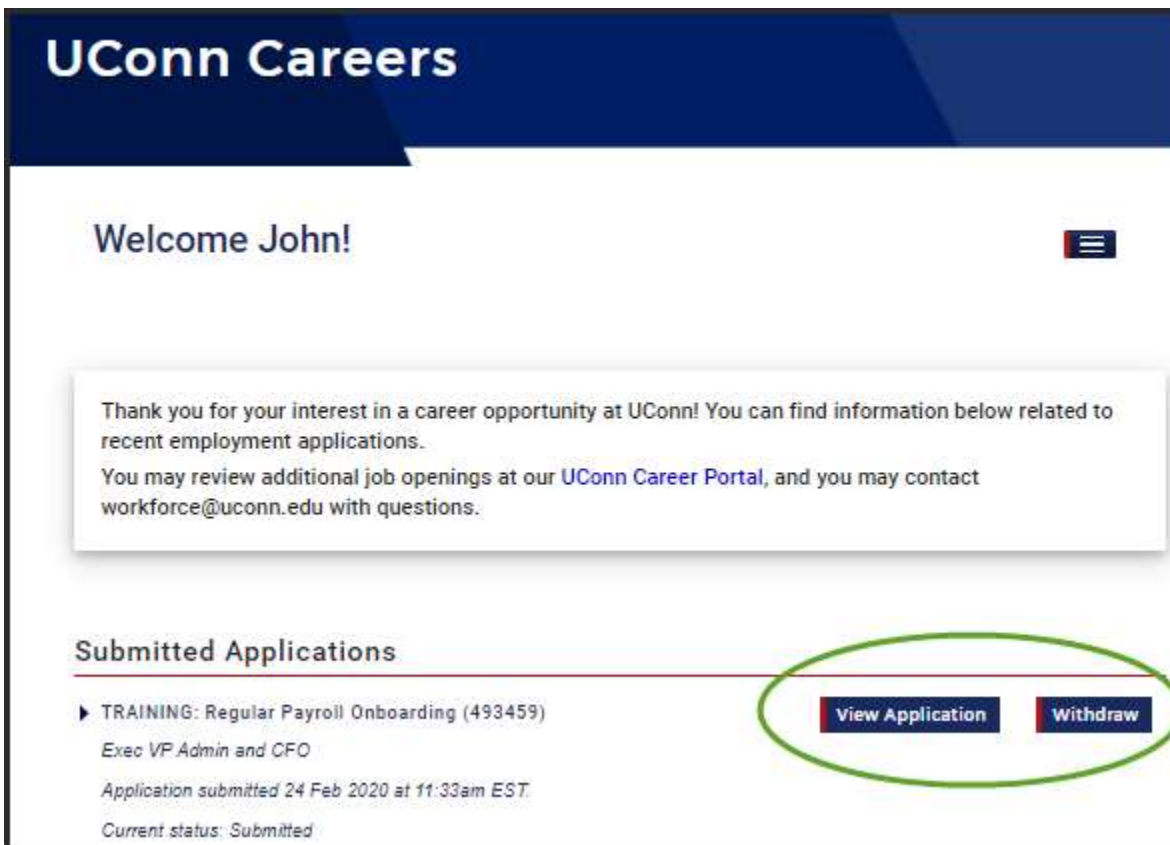 UConn Careers
Welcome John!
Thank you for your interest in a career opportunity at UConn! You can find information below related to
recent employment applications.
You may review additional job openings at our UConn Career Portal, and you may contact
workforce@uconn.edu with questions.
Submitted Applications
TRAINING: Regular Payroll Onboarding (493459)
View Application
Withdraw
Exec VP Admin and CFO
Application submitted 24 Feb 2020 at 11:33am EST.
Current status: Submitted